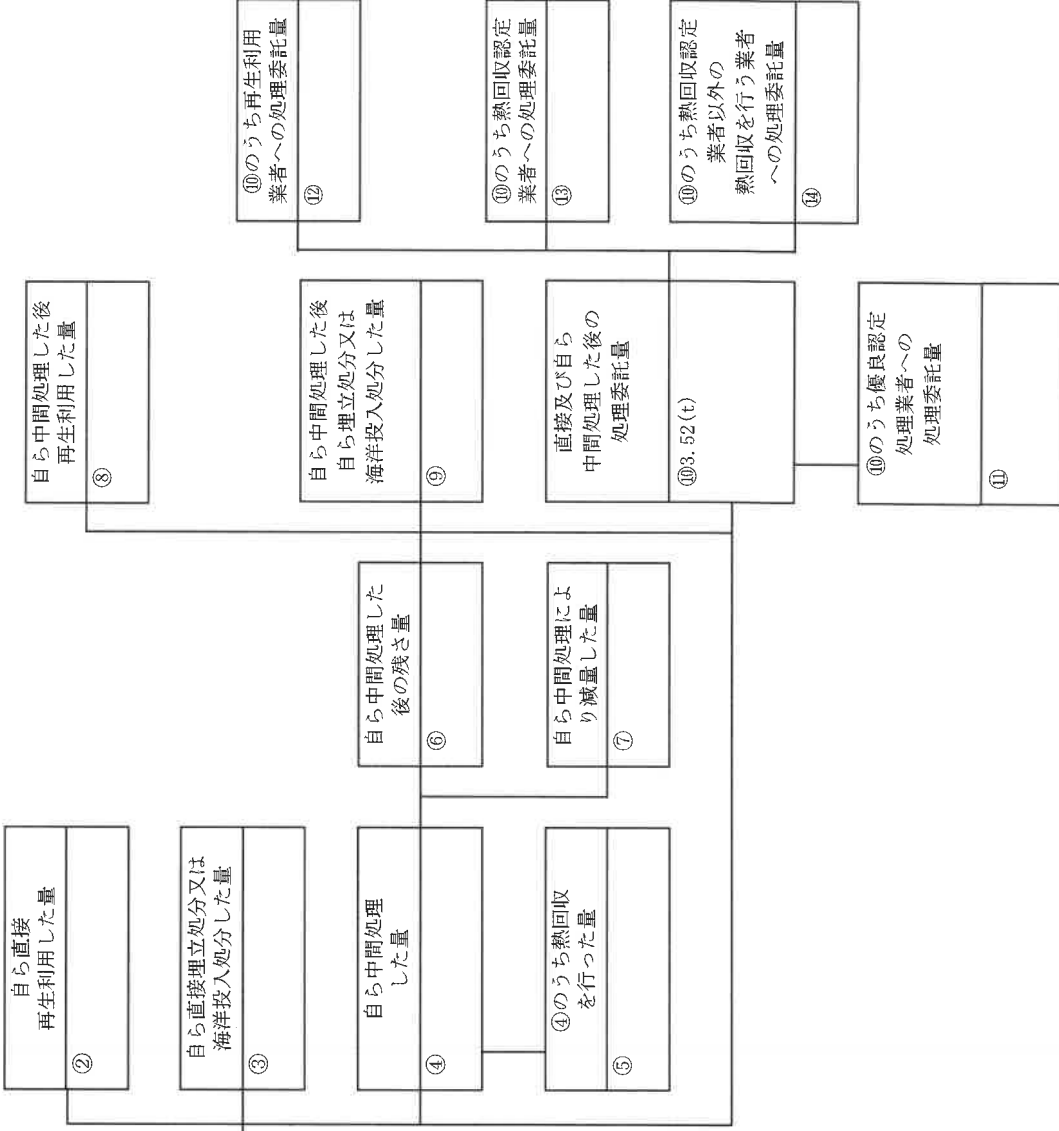 自ら直接
再生利用した量
②
自ら直接埋立処分又は
海洋投入処分した量
③
自ら中間処理
した量
④
④のうち熱回収
を行った量
⑤
自ら中間処理した
後の残さ量
⑥
自ら中間処理によ
り減量した量
⑦
自ら中間処理した後
再生利用した量
⑧
自ら中間処理した後
自ら埋立処分又は
海洋投入処分した量
⑨
直接及び自ら
中間処理した後の
処理委託量
⑩3.52(t)
⑩のうち優良認定
処理業者への
処理委託量
⑪
⑩のうち再生利用
業者への処理委託量
⑫
⑩のうち熱回収認定
業者への処理委託量
⑬
⑩のうち熱回収認定
業者以外の
熱回収を行う業者
への処理委託量
⑭